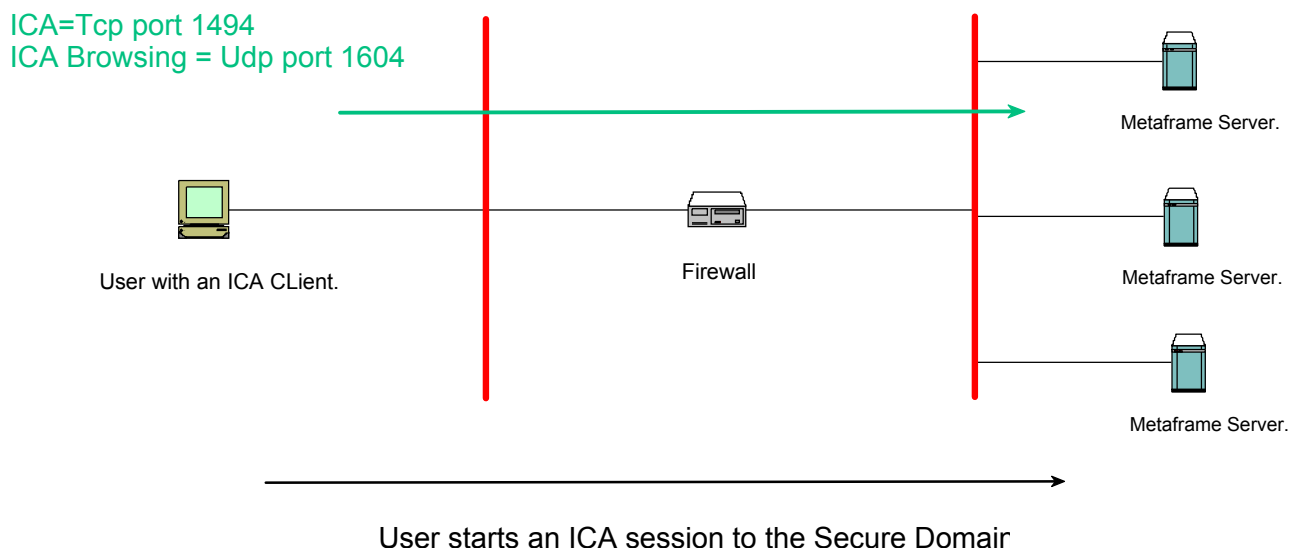 ICA=Tcp port 1494
ICA Browsing = Udp port 1604
Metaframe Server.
User with an ICA CLient.
Firewall
Metaframe Server.
Metaframe Server.
User starts an ICA session to the Secure Domain